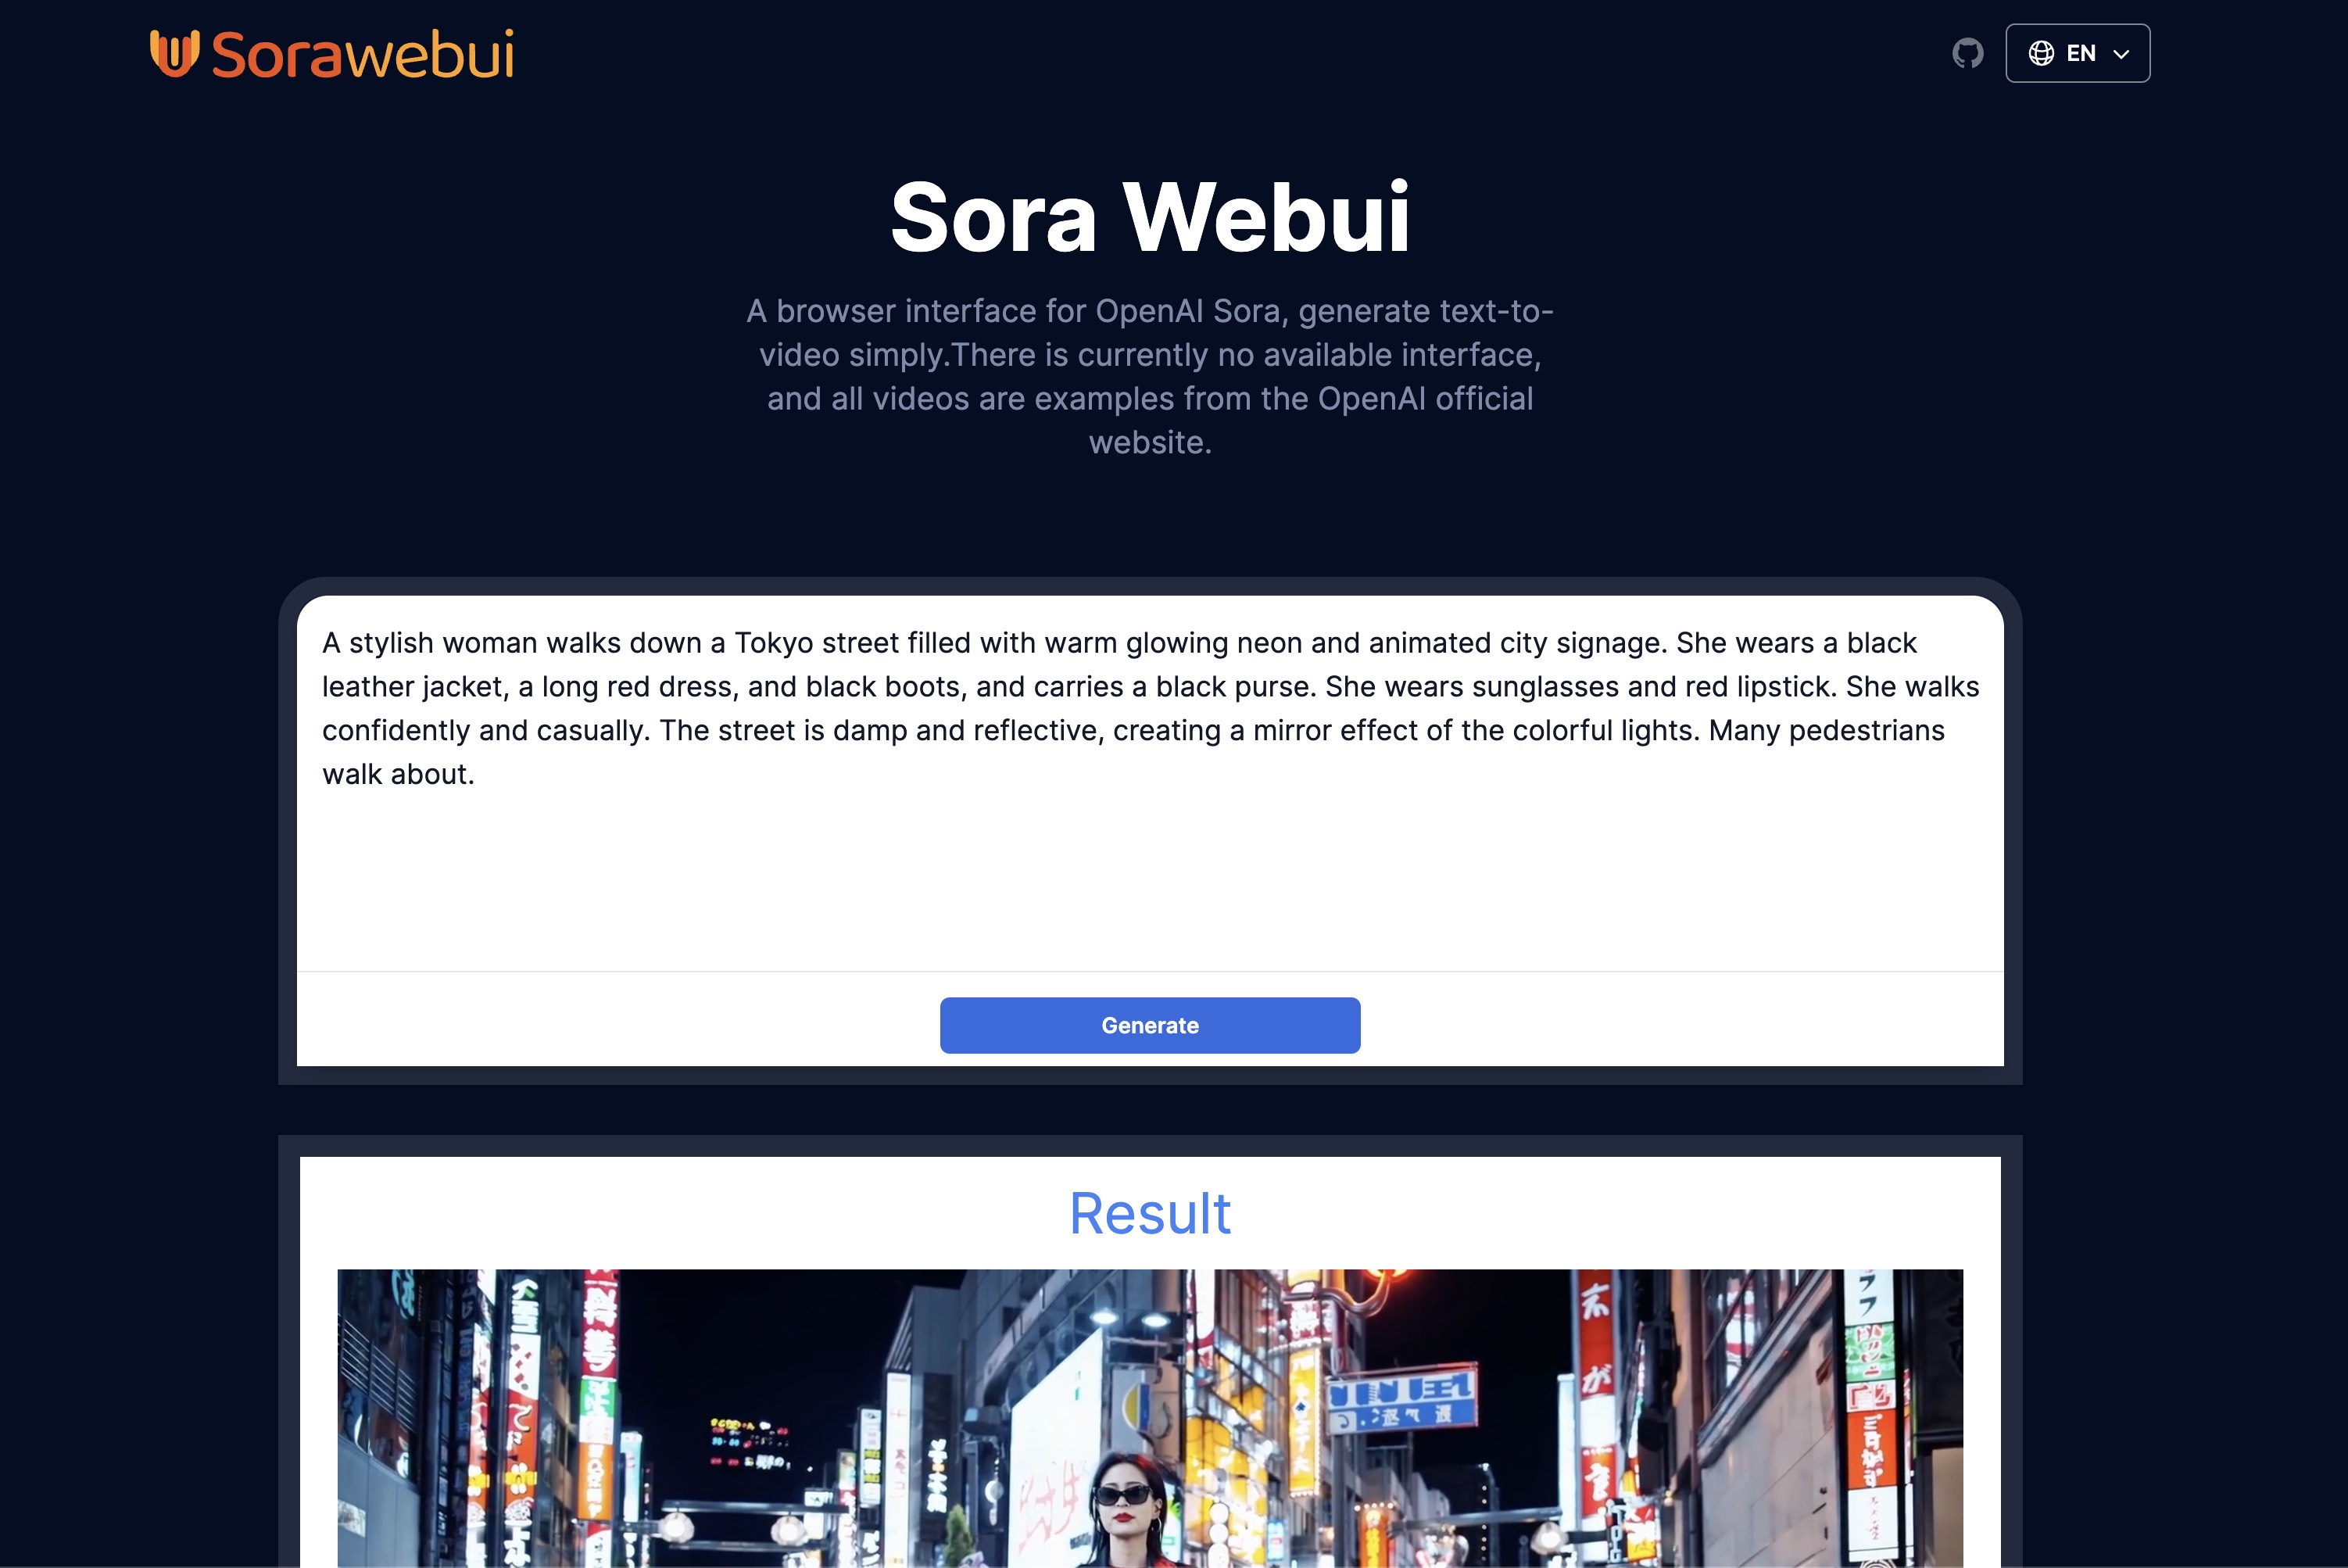 Sorawebui
EN
Sora Webui
A browser interface for OpenAI Sora, generate text-to-
video simply.There is currently no available interface,
and all videos are examples from the OpenAI official
website.
A stylish woman walks down a Tokyo street filled with warm glowing neon and animated city signage. She wears a black
leather jacket, a long red dress, and black boots, and carries a black purse. She wears sunglasses and red lipstick. She walks
confidently and casually. The street is damp and reflective, creating a mirror effect of the colorful lights. Many pedestrians
walk about.
Generate
Result